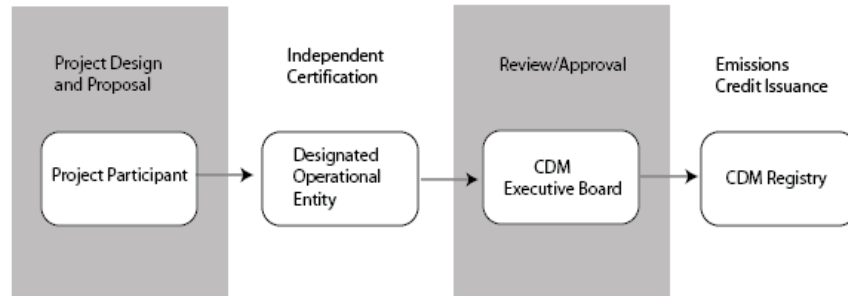 Project Design
and Proposal
Independent
Certification
Review/Approval
Emissions
Credit Issuance
Project Participant
Designated
Operational
Entity
CDM
Executive Board
CDM Registry